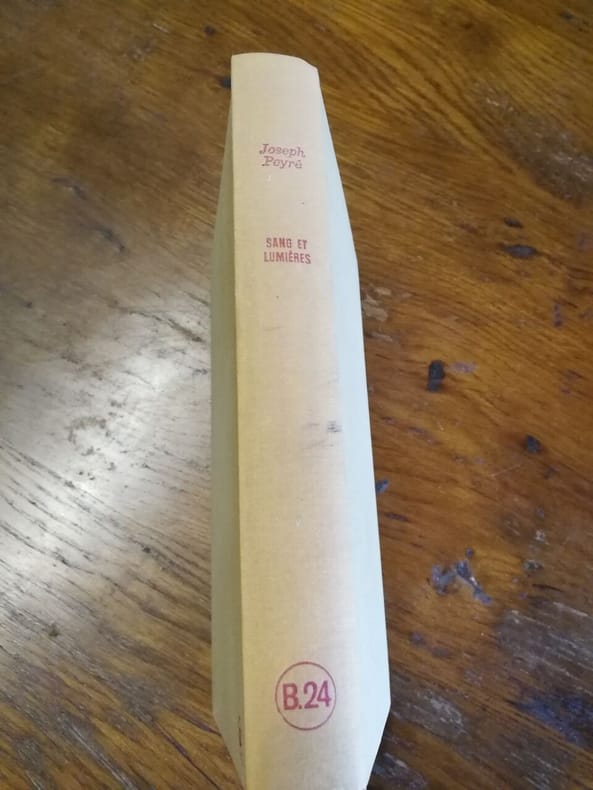 Joseph
Peyré
SANG ET
LUMIÈRES
B.24